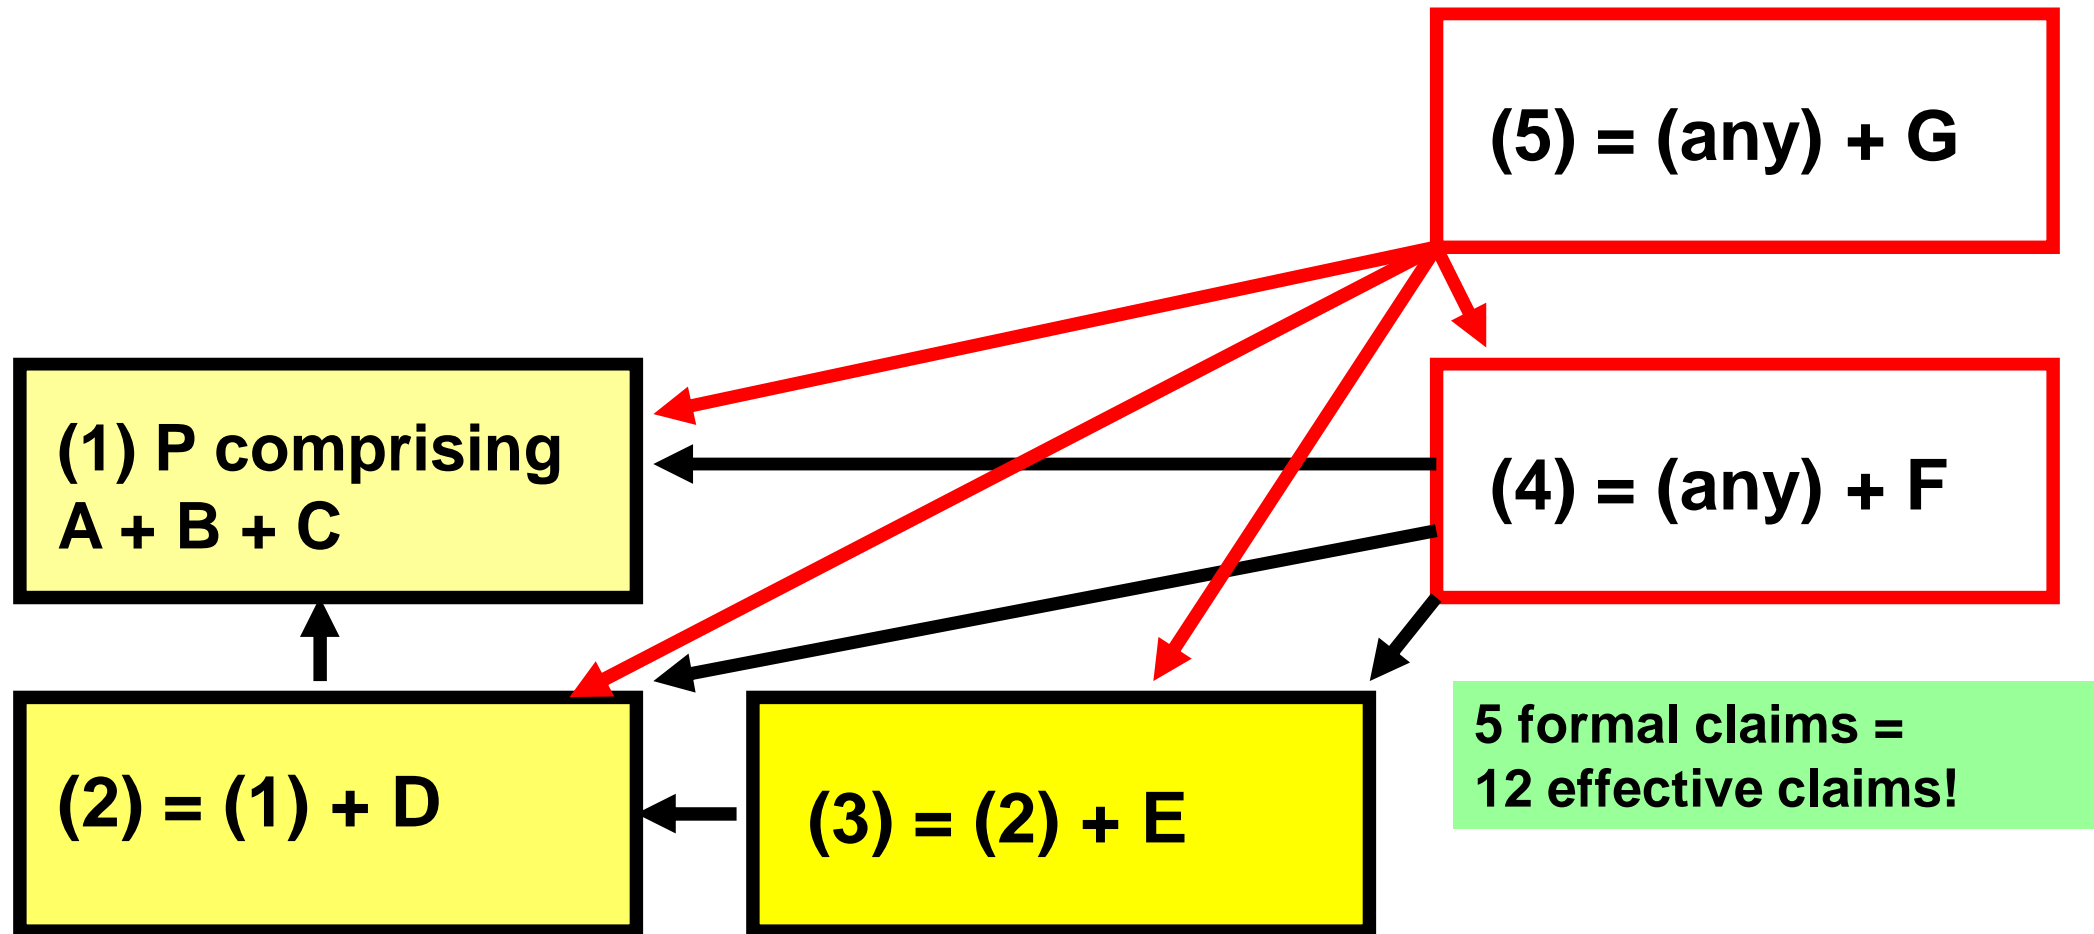 (5) = (any) + G
(1) P comprising
A + B + C
(4) = (any) + F
(2) = (1) + D
(3) = (2) + E
5 formal claims =
12 effective claims!